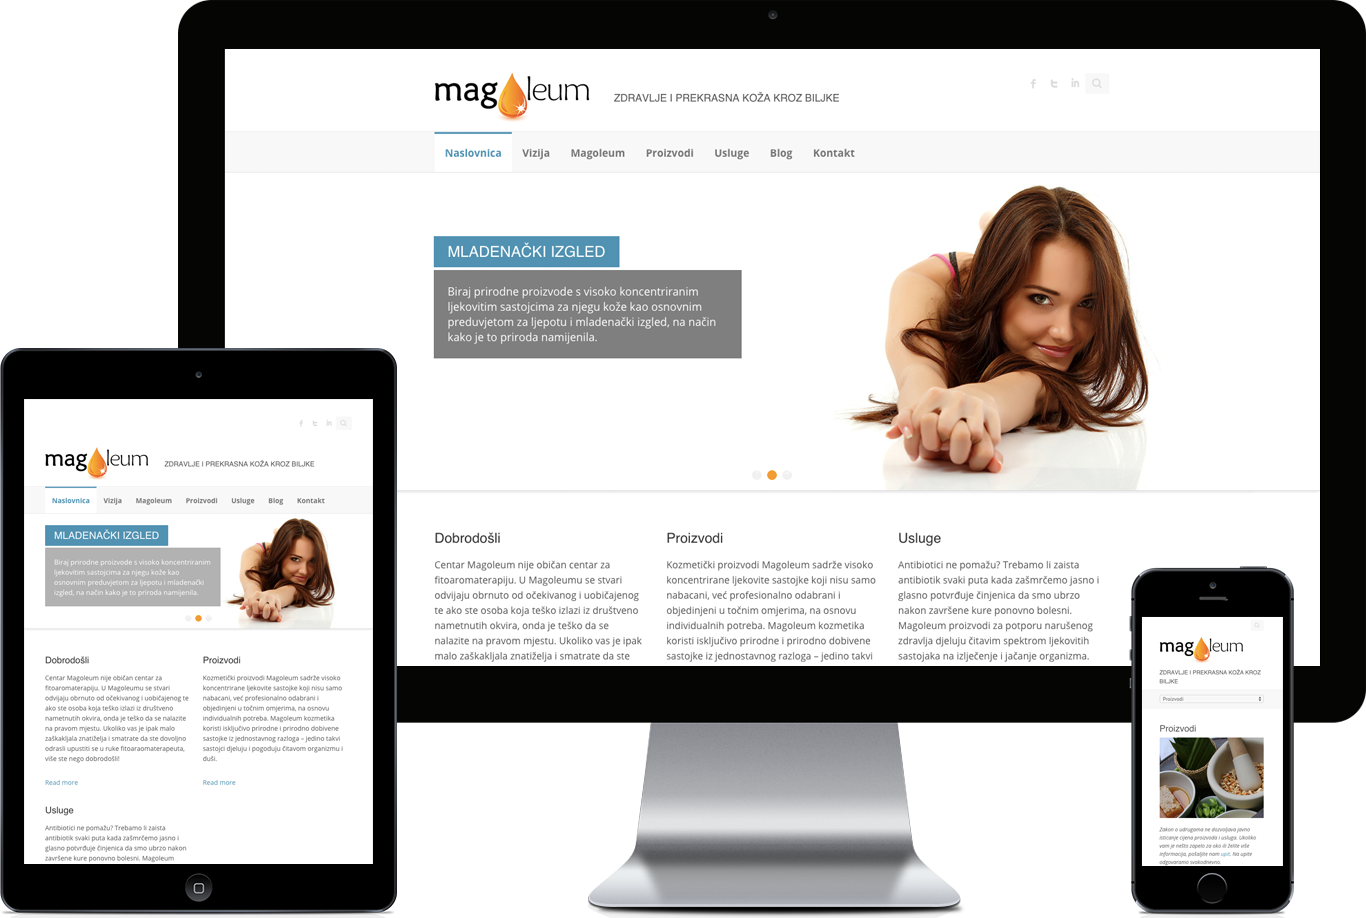 magoleum
ZDRAVLJE I PREKRASNA KOŽA KROZ BILJKE
Naslovnica Vizija Magoleum Proizvodi Usluge Blog Kontakt
MLADENAČKI IZGLED
Biraj prirodne proizvode s visoko koncentriranim
ljekovitim sastojcima za njegu kože kao osnovnim
preduvjetom za ljepotu i mladenački izgled, na način
kako je to priroda namijenila.
Dobrodošli
Centar Magoleum nije običan centar za
fitoaromaterapiju. U Magoleumu se stvari
odvijaju obrnuto od očekivanog i uobičajenog
te ako ste osoba koja teško izlazi iz društveno
nametnutih okvira, onda je teško da se
nalazite na pravom mjestu. Ukoliko vas je ipak
malo zaškakljala znatiželja i smatrate da ste
Proizvodi
Kozmetički proizvodi Magoleum sadrže visoko
koncentrirane ljekovite sastojke koji nisu samo
nabacani, već profesionalno odabrani i
objedinjeni u točnim omjerima, na osnovu
individualnih potreba. Magoleum kozmetika
koristi isključivo prirodne i prirodno dobivene
sastojke iz jednostavnog razloga – jedino takvi
Usluge
Antibiotici ne pomažu? Trebamo li zaista
antibiotik svaki puta kada zašmrčemo jasno i
glasno potvrđuje činjenica da smo ubrzo
nakon završene kure ponovno bolesni.
Magoleum proizvodi za potporu narušenog
zdravlja djeluju čitavim spektrom ljekovitih
sastojaka na izlječenje i jačanje organizma.
magoleum
ZDRAVLJE I PREKRASNA KOŽA KROZ BILJKE
Naslovnica Vizija Magoleum Proizvodi Usluge Blog Kontakt
MLADENAČKI IZGLED
Biraj prirodne proizvode s visoko koncentriranim
ljekovitim sastojcima za njegu kože kao
osnovnim preduvjetom za ljepotu i mladenački
izgled, na način kako je to priroda namijenila.
Dobrodošli
Centar Magoleum nije običan centar za
fitoaromaterapiju. U Magoleumu se stvari
odvijaju obrnuto od očekivanog i uobičajenog te
ako ste osoba koja teško izlazi iz društveno
nametnutih okvira, onda je teško da se nalazite
na pravom mjestu. Ukoliko vas je ipak malo
zaškakljala znatiželja i smatrate da ste dovoljno
odrasli upustiti se u ruke fitoaraomaterapeuta,
više ste nego dobrodošli!
Read more
Proizvodi
Kozmetički proizvodi Magoleum sadrže visoko
koncentrirane ljekovite sastojke koji nisu samo
nabacani, već profesionalno odabrani i
objedinjeni u točnim omjerima, na osnovu
individualnih potreba. Magoleum kozmetika
koristi isključivo prirodne i prirodno dobivene
sastojke iz jednostavnog razloga – jedino takvi
sastojci djeluju i pogoduju čitavom organizmu i
duši.
Read more
Usluge
Antibiotici ne pomažu? Trebamo li zaista
antibiotik svaki puta kada zašmrčemo jasno i
glasno potvrđuje činjenica da smo ubrzo nakon
završene kure ponovno bolesni. Magoleum
magoleum
ZDRAVLJE I PREKRASNA KOŽA KROZ
BILJKE
Proizvodi
Proizvodi
Zakon o udrugama ne dozvoljava javno
isticanje cijena proizvoda i usluga. Ukoliko
vam je nešto zapelo za oko ili želite više
informacija, pošaljite nam upit. Na upite
odgovaramo svakodnevno.